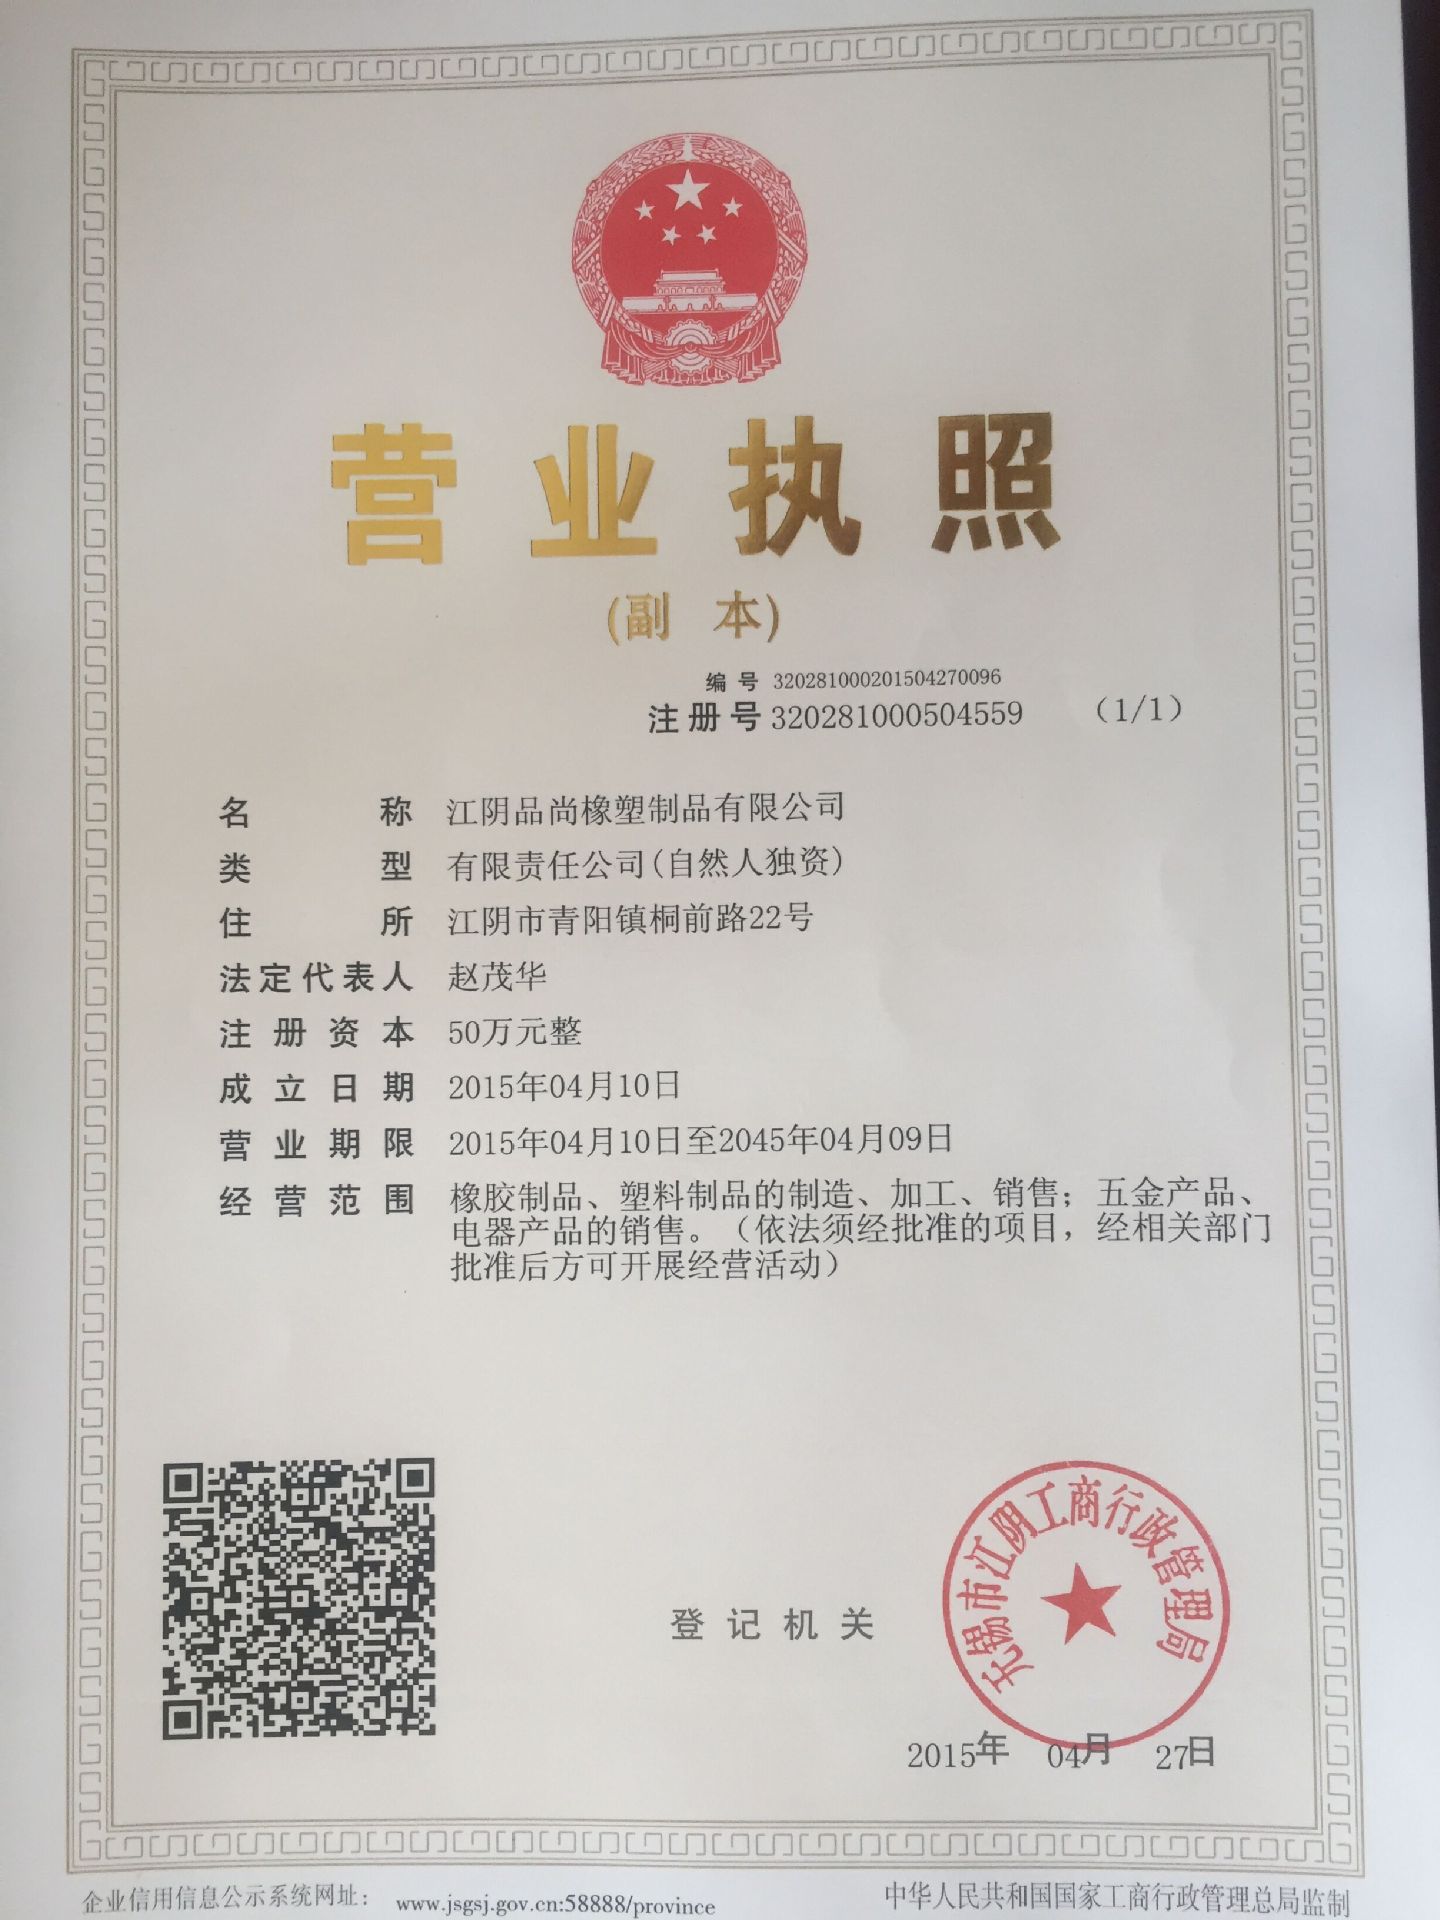 营业执照
(副 本)
编 号 320281000201504270096
注册号 320281000504559 （1/1）
名 称 江阴品尚橡塑制品有限公司
类 型 有限责任公司(自然人独资)
住 所 江阴市青阳镇桐前路22号
法定代表人 赵茂华
注册资本 50万元整
成立日期 2015年04月10日
营业期限 2015年04月10日至2045年04月09日
经营范围 橡胶制品、塑料制品的制造、加工、销售；五金产品、
电器产品的销售。（依法须经批准的项目，经相关部门
批准后方可开展经营活动）
无锡市江阴工商行政管理局
登记机关
2015年 04月 27日
企业信用信息公示系统网址： www.jsgsj.gov.cn:58888/province
中华人民共和国国家工商行政管理总局监制